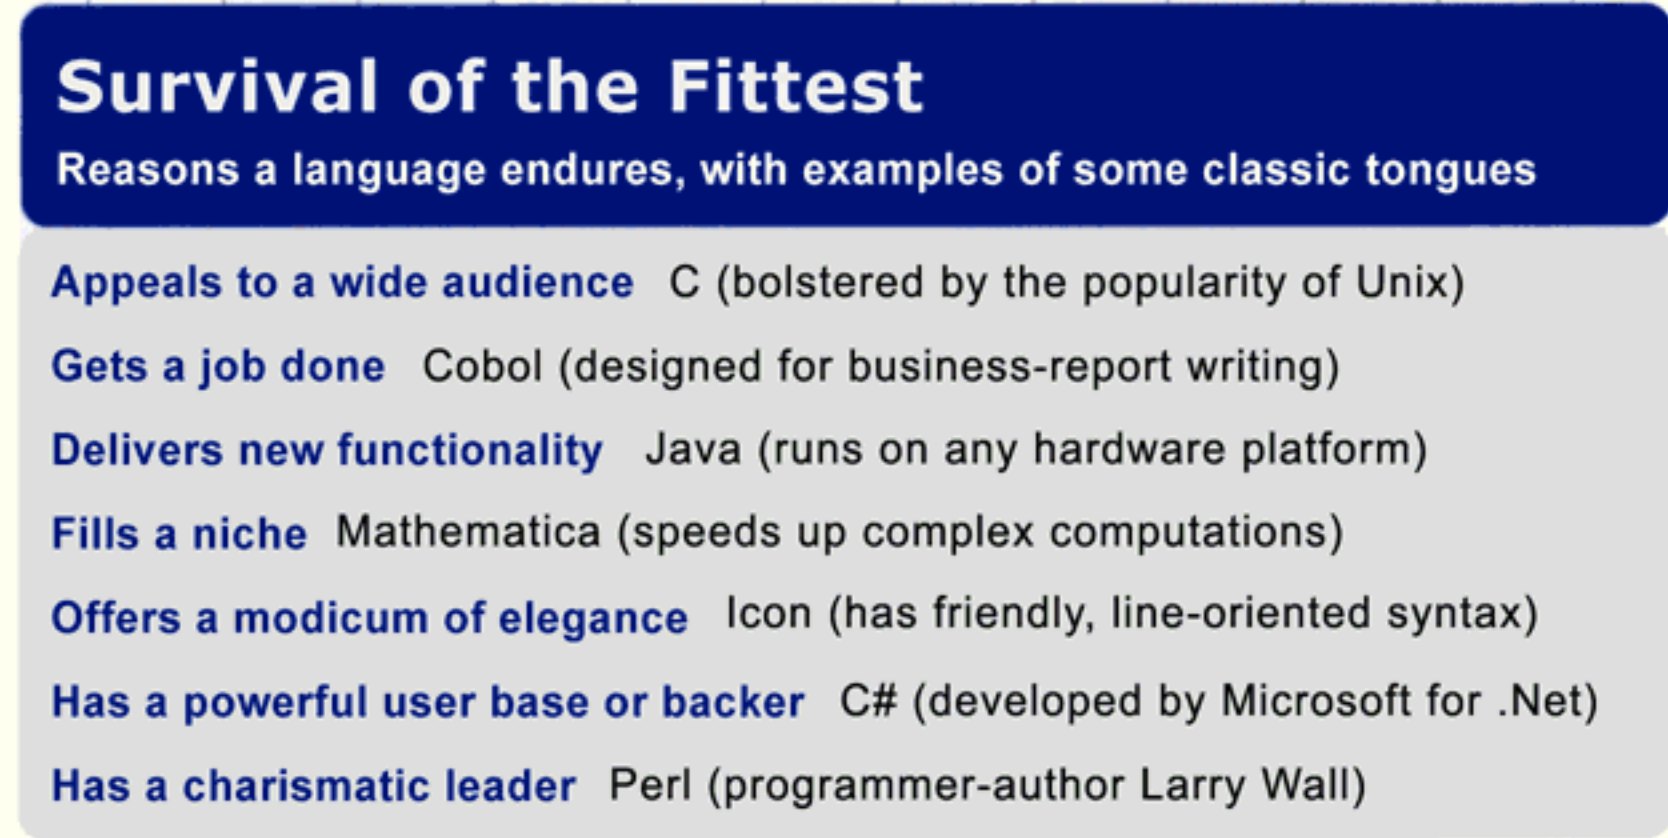 Survival of the Fittest
Reasons a language endures, with examples of some classic tongues
Appeals to a wide audience C (bolstered by the popularity of Unix)
Gets a job done Cobol (designed for business-report writing)
Delivers new functionality Java (runs on any hardware platform)
Fills a niche Mathematica (speeds up complex computations)
Offers a modicum of elegance Icon (has friendly, line-oriented syntax)
Has a powerful user base or backer C# (developed by Microsoft for .Net)
Has a charismatic leader Perl (programmer-author Larry Wall)